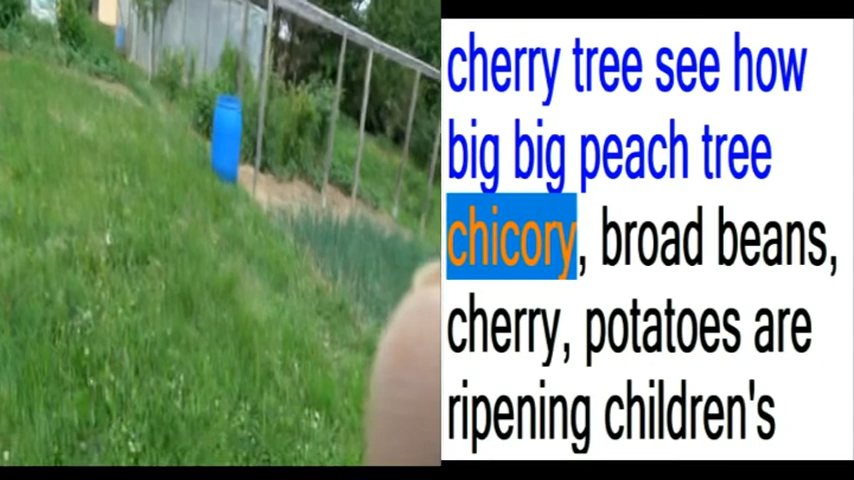 cherry tree see how
big big peach tree
chicory, broad beans,
cherry, potatoes are
ripening children's